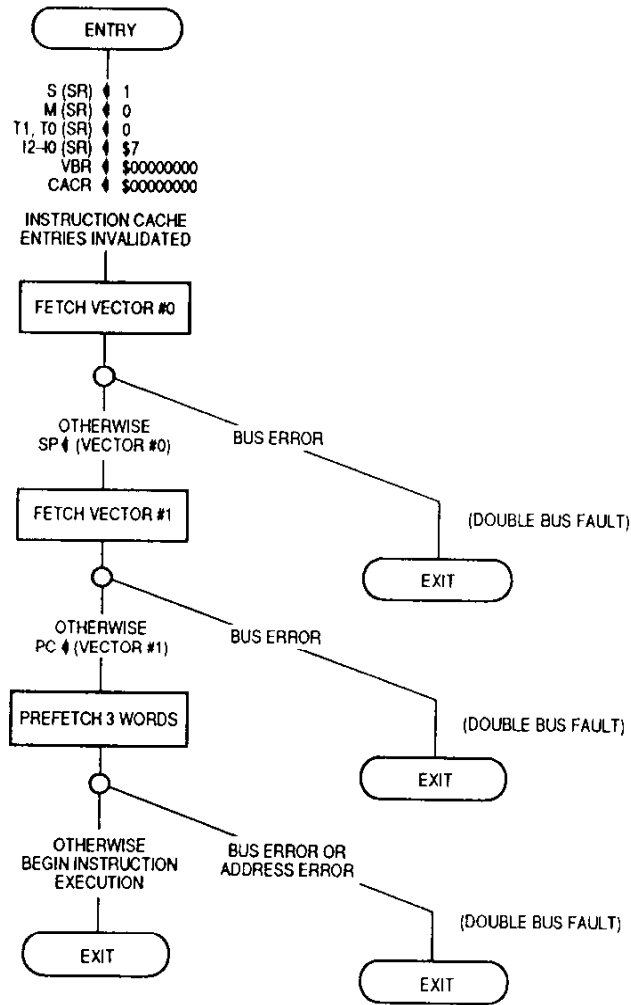 ENTRY
S (SR) 1
M (SR) 0
T1, T0 (SR) 0
I2–I0 (SR) $7
VBR $00000000
CACR $00000000
INSTRUCTION CACHE
ENTRIES INVALIDATED
FETCH VECTOR #0
OTHERWISE
SP (VECTOR #0)
BUS ERROR
(DOUBLE BUS FAULT)
FETCH VECTOR #1
EXIT
OTHERWISE
PC (VECTOR #1)
BUS ERROR
(DOUBLE BUS FAULT)
PREFETCH 3 WORDS
EXIT
OTHERWISE
BEGIN INSTRUCTION
EXECUTION
BUS ERROR OR
ADDRESS ERROR
(DOUBLE BUS FAULT)
EXIT
EXIT